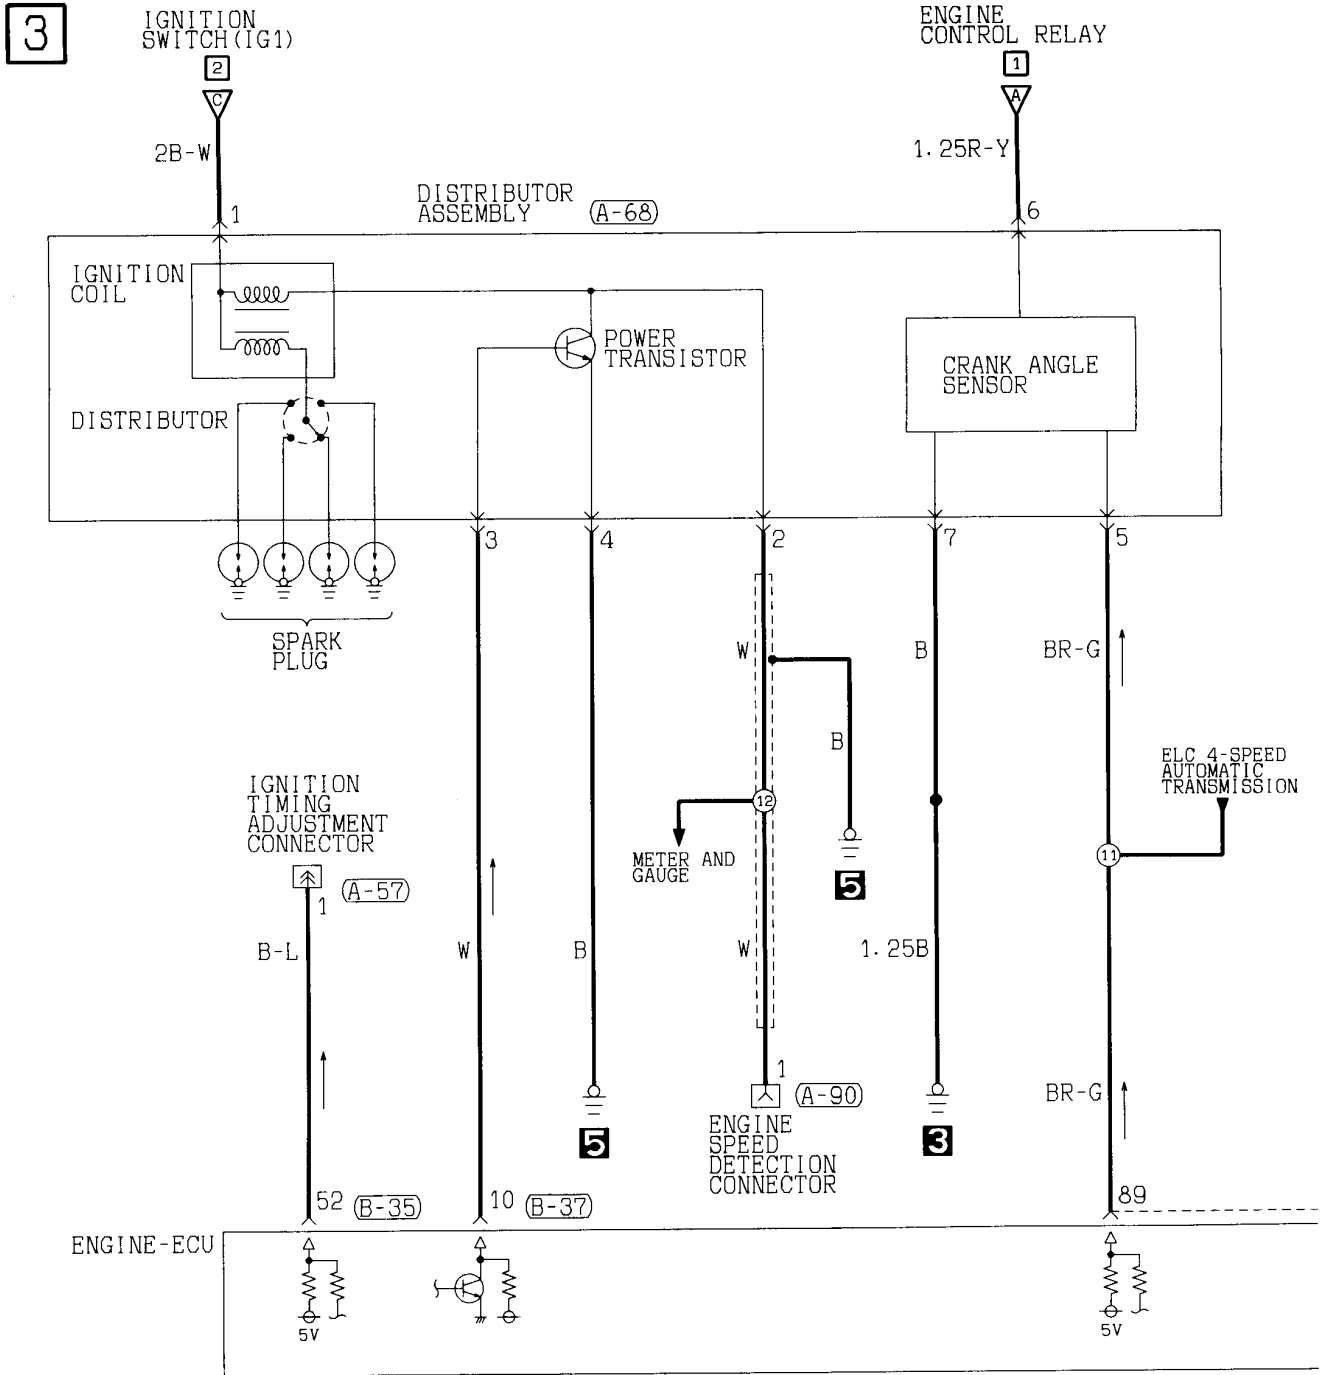 3
IGNITION
SWITCH(IG1)
2
C
2B-W
1
ENGINE
CONTROL RELAY
1
A
1.25R-Y
6
DISTRIBUTOR
ASSEMBLY
A-68
IGNITION
COIL
POWER
TRANSISTOR
CRANK ANGLE
SENSOR
DISTRIBUTOR
3
4
2
7
5
SPARK
PLUG
W
B
BR-G
B
ELC 4-SPEED
AUTOMATIC
TRANSMISSION
IGNITION
TIMING
ADJUSTMENT
CONNECTOR
12
METER AND
GAUGE
11
1
A-57
5
B-L
W
B
W
1.25B
1
A-90
BR-G
5
ENGINE
SPEED
DETECTION
CONNECTOR
3
52
B-35
10
B-37
89
ENGINE-ECU
5V
5V